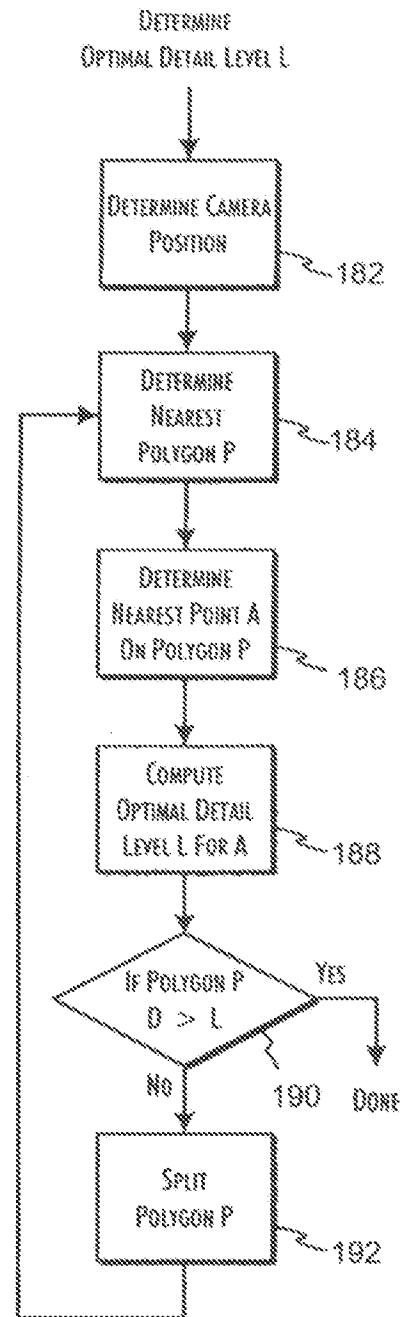 DETERMINE
OPTIMAL DETAIL LEVEL L
DETERMINE CAMERA
POSITION
182
DETERMINE
NEAREST
POLYGON P
184
DETERMINE
NEAREST POINT A
ON POLYGON P
186
COMPUTE
OPTIMAL DETAIL
LEVEL L FOR A
188
IF POLYGON P
D > L
YES
NO
190
DONE
SPLIT
POLYGON P
192